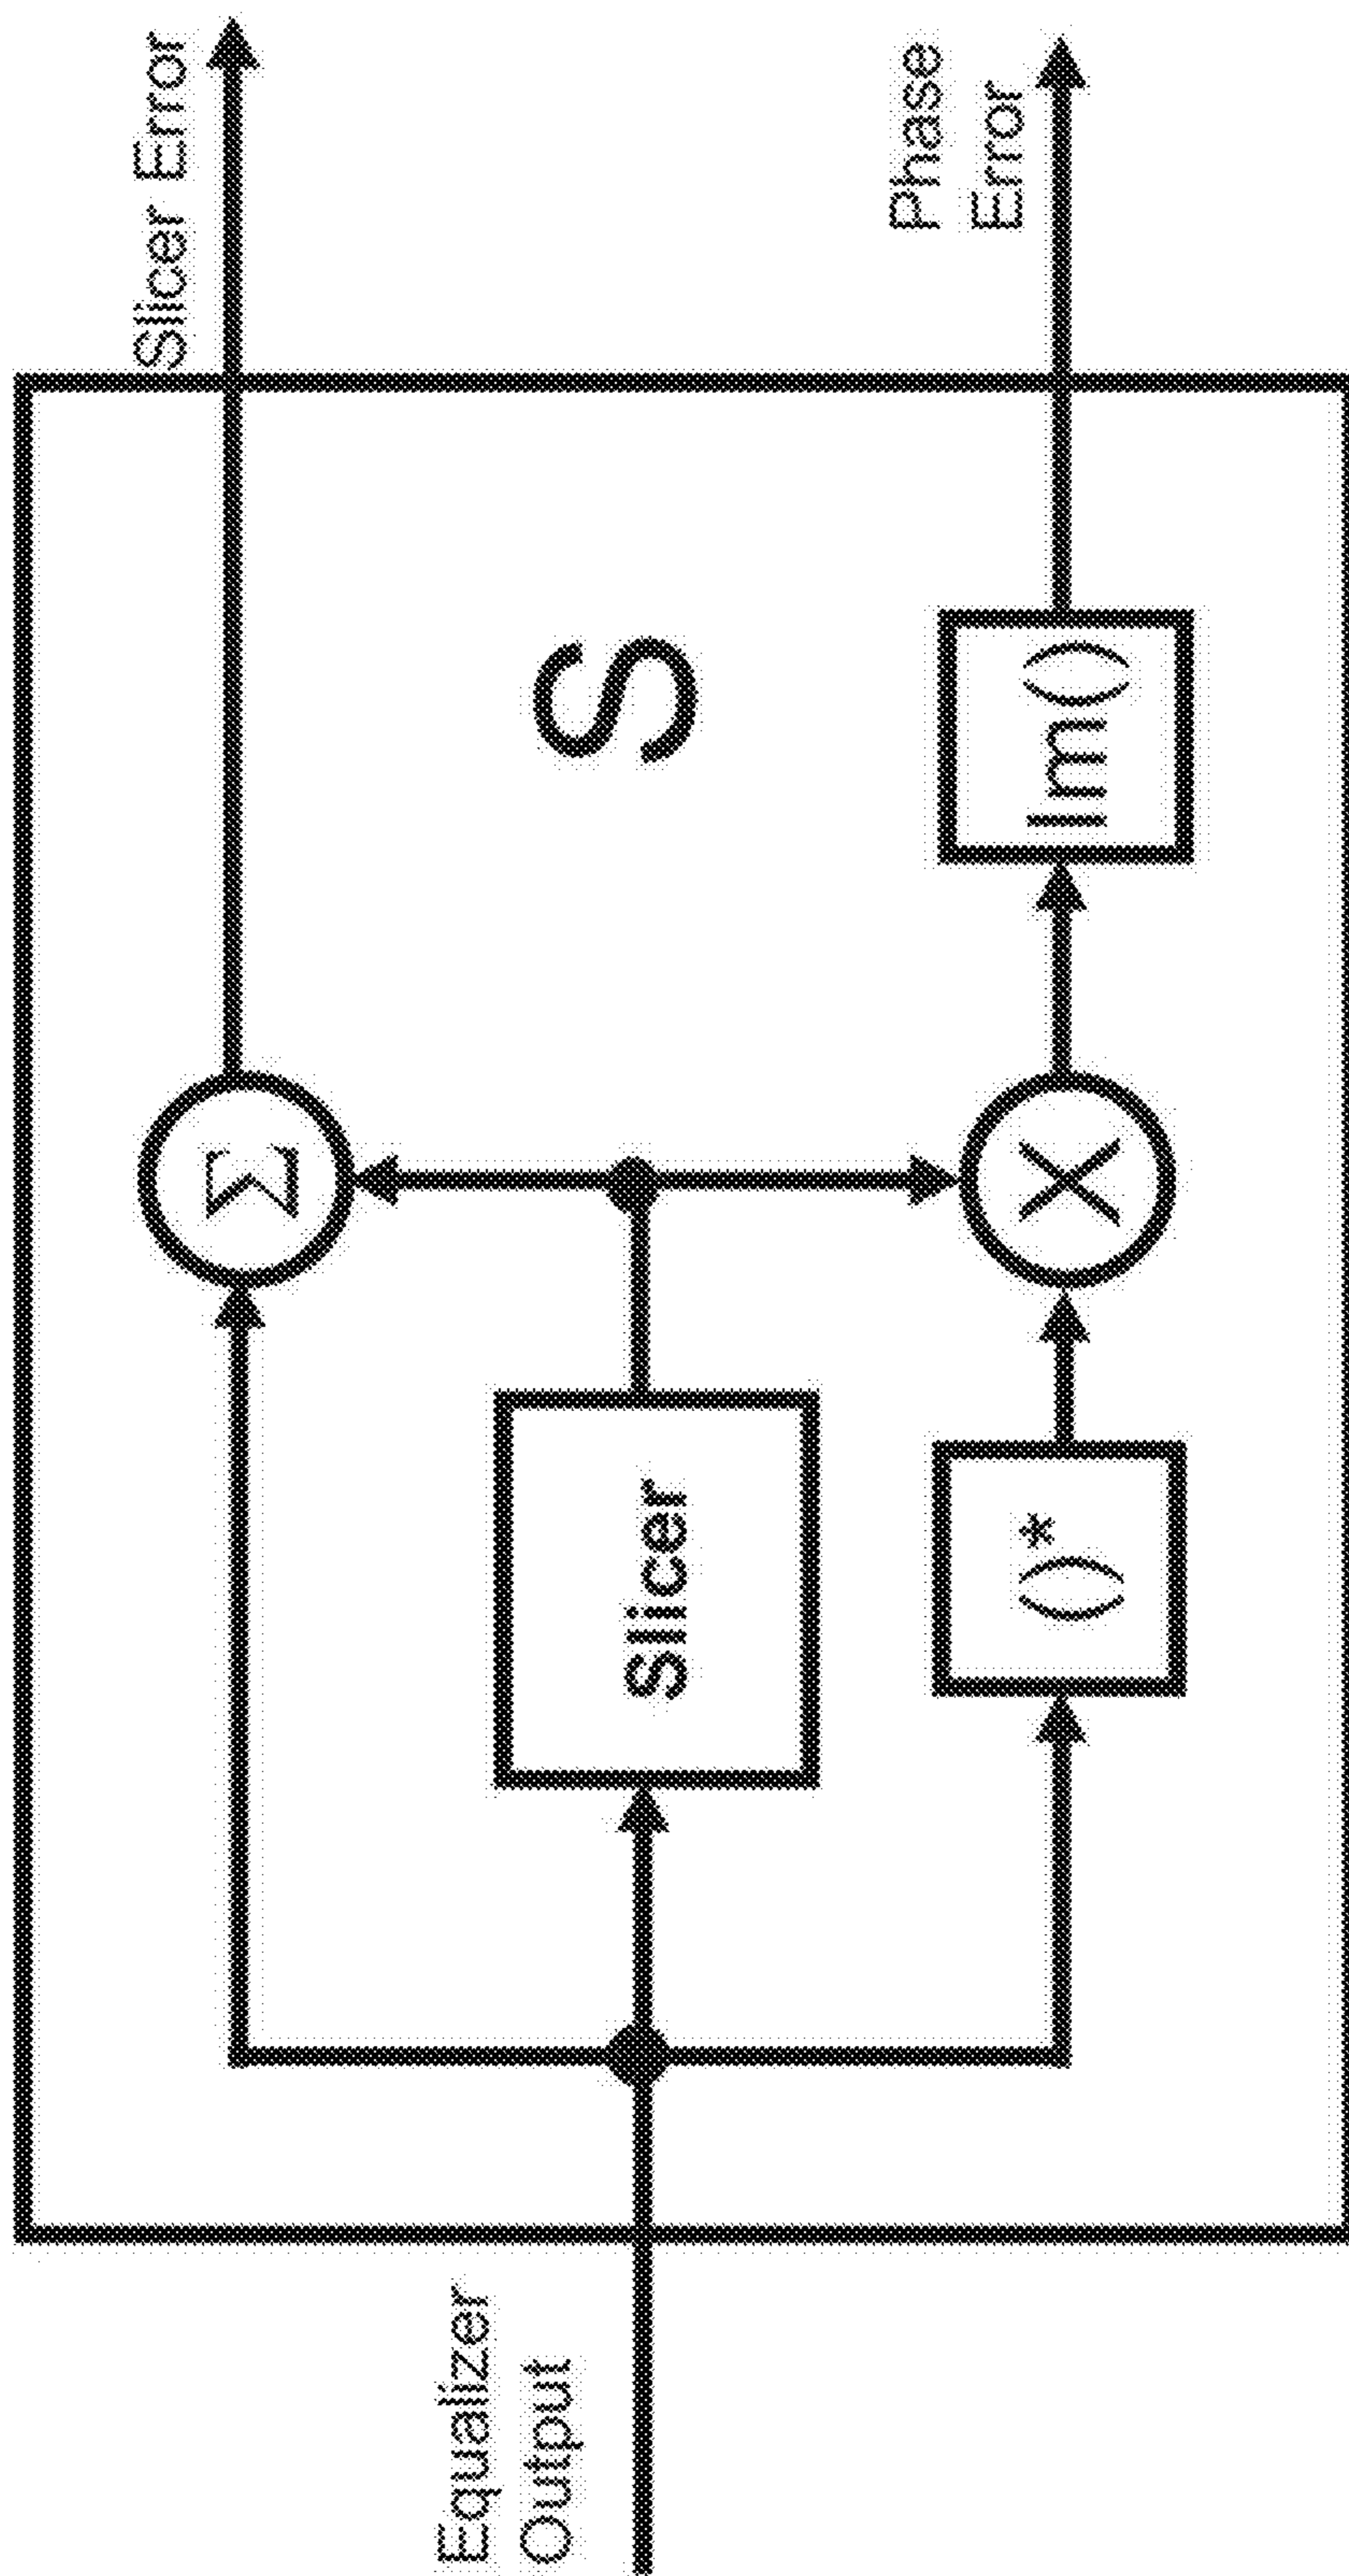 Equalizer
Output
Slicer
()*
Σ
X
S
Im()
Slicer Error
Phase
Error